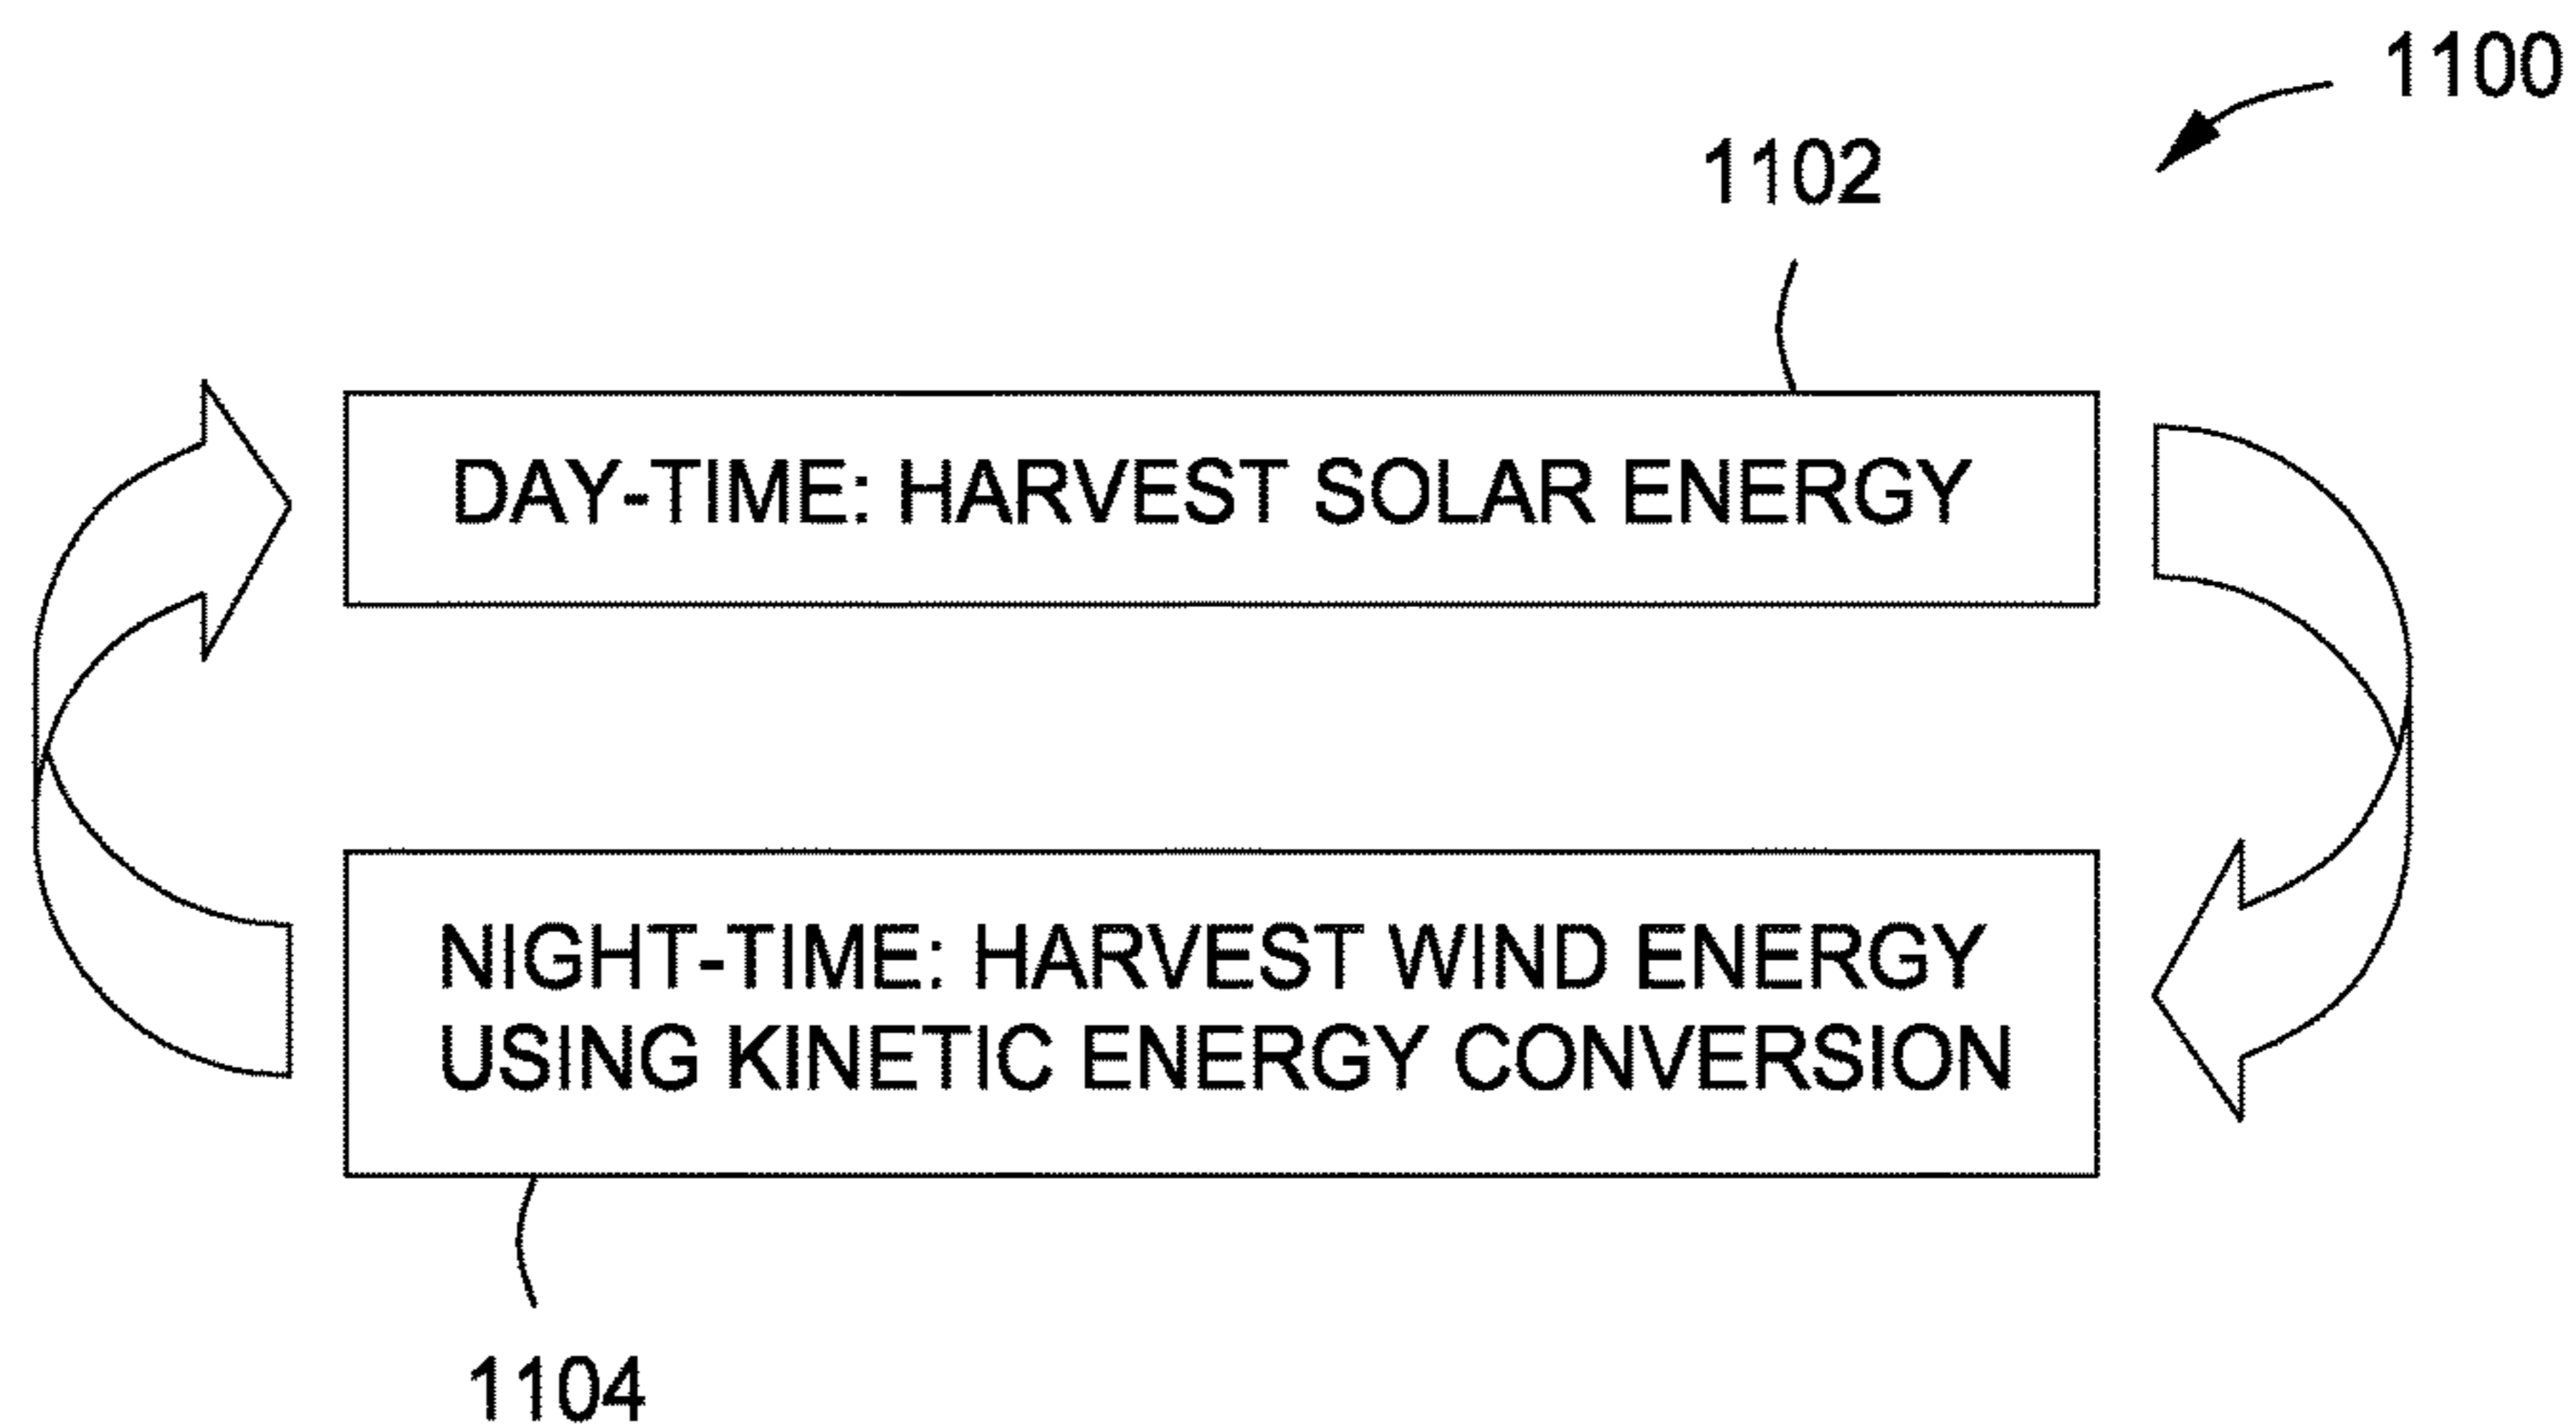 1100
1102
DAY-TIME: HARVEST SOLAR ENERGY
NIGHT-TIME: HARVEST WIND ENERGY
USING KINETIC ENERGY CONVERSION
1104